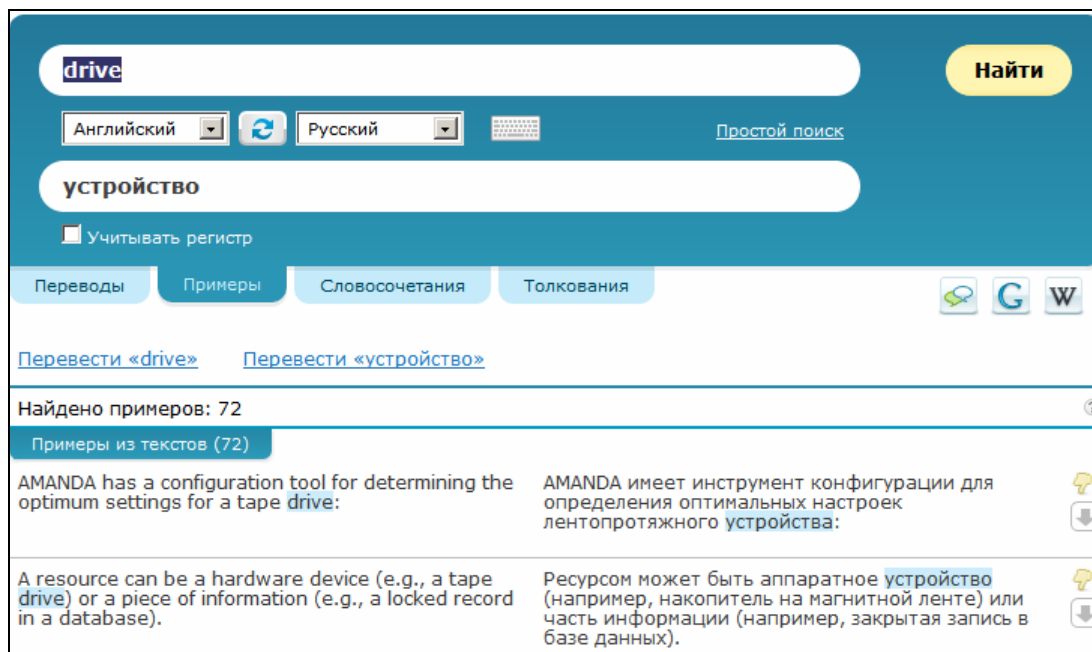 drive
Найти
Английский
Русский
Простой поиск
устройство
Учитывать регистр
Переводы
Примеры
Словосочетания
Толкования
G
W
Перевести «drive»
Перевести «устройство»
Найдено примеров: 72
?
Примеры из текстов (72)
AMANDA has a configuration tool for determining the
optimum settings for a tape drive:
AMANDA имеет инструмент конфигурации для
определения оптимальных настроек
лентопротяжного устройства:
A resource can be a hardware device (e.g., a tape
drive) or a piece of information (e.g., a locked record
in a database).
Ресурсом может быть аппаратное устройство
(например, накопитель на магнитной ленте) или
часть информации (например, закрытая запись в
базе данных).